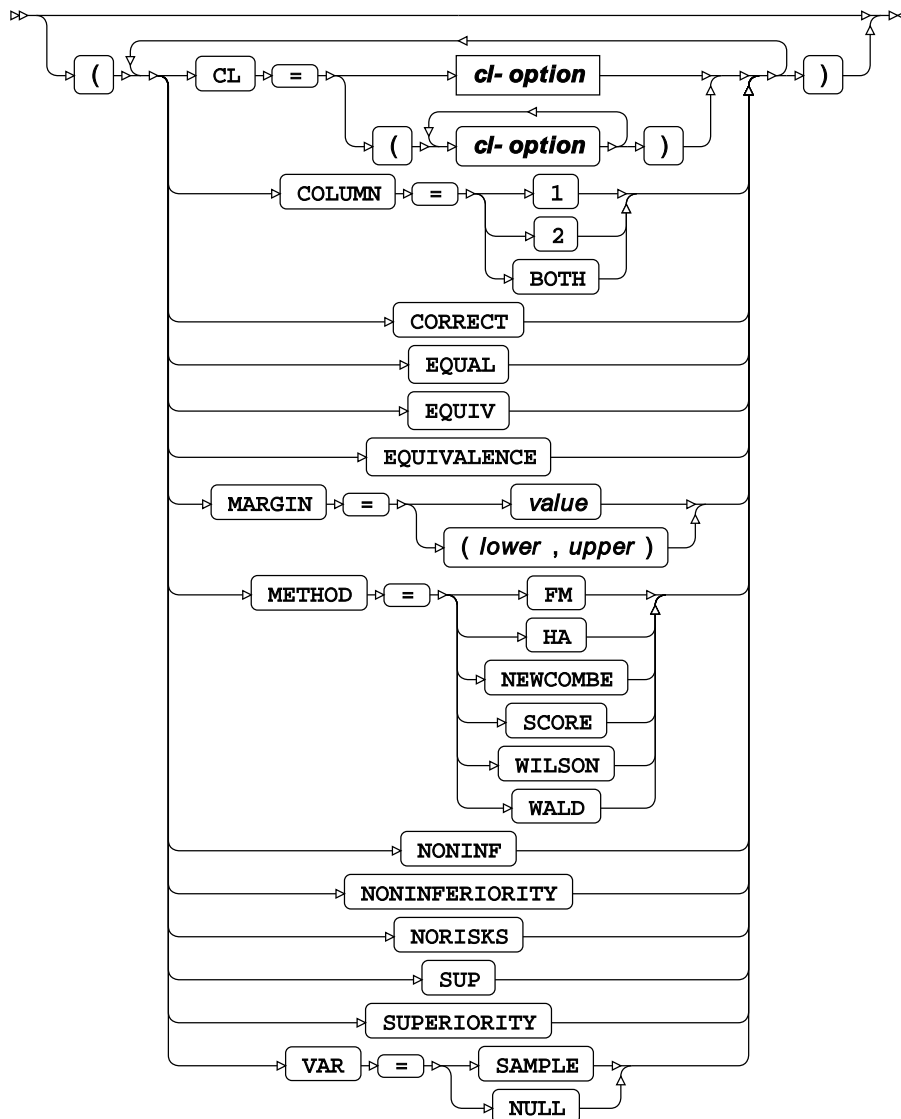 ( CL = cl- option )
( cl- option )
COLUMN = 1
2
BOTH
CORRECT
EQUAL
EQUIV
EQUIVALENCE
MARGIN = value
( lower , upper )
METHOD = FM
HA
NEWCOMBE
SCORE
WILSON
WALD
NONINF
NONINFERIORITY
NORISKS
SUP
SUPERIORITY
VAR = SAMPLE
NULL